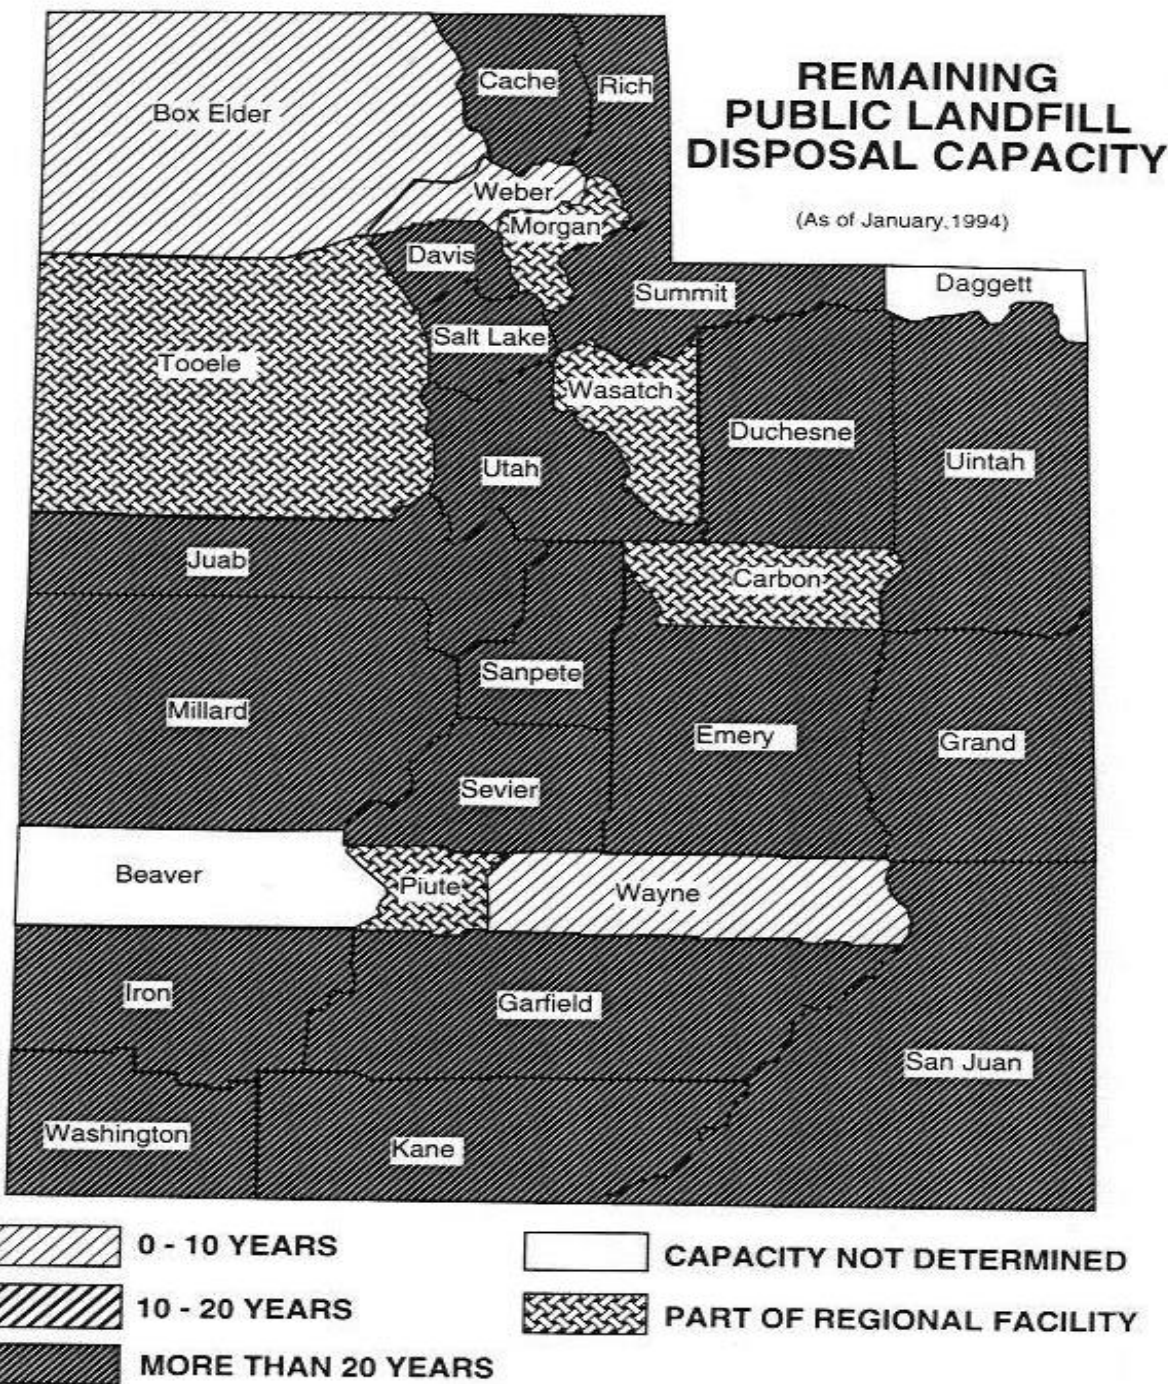 REMAINING
PUBLIC LANDFILL
DISPOSAL CAPACITY
(As of January,1994)
Cache
Rich
Box Elder
Weber
Morgan
Davis
Summit
Daggett
Salt Lake
Tooele
Wasatch
Duchesne
Uintah
Utah
Juab
Carbon
Sanpete
Millard
Emery
Grand
Sevier
Beaver
Piute
Wayne
Iron
Garfield
San Juan
Washington
Kane
0 - 10 YEARS
10 - 20 YEARS
MORE THAN 20 YEARS
CAPACITY NOT DETERMINED
PART OF REGIONAL FACILITY